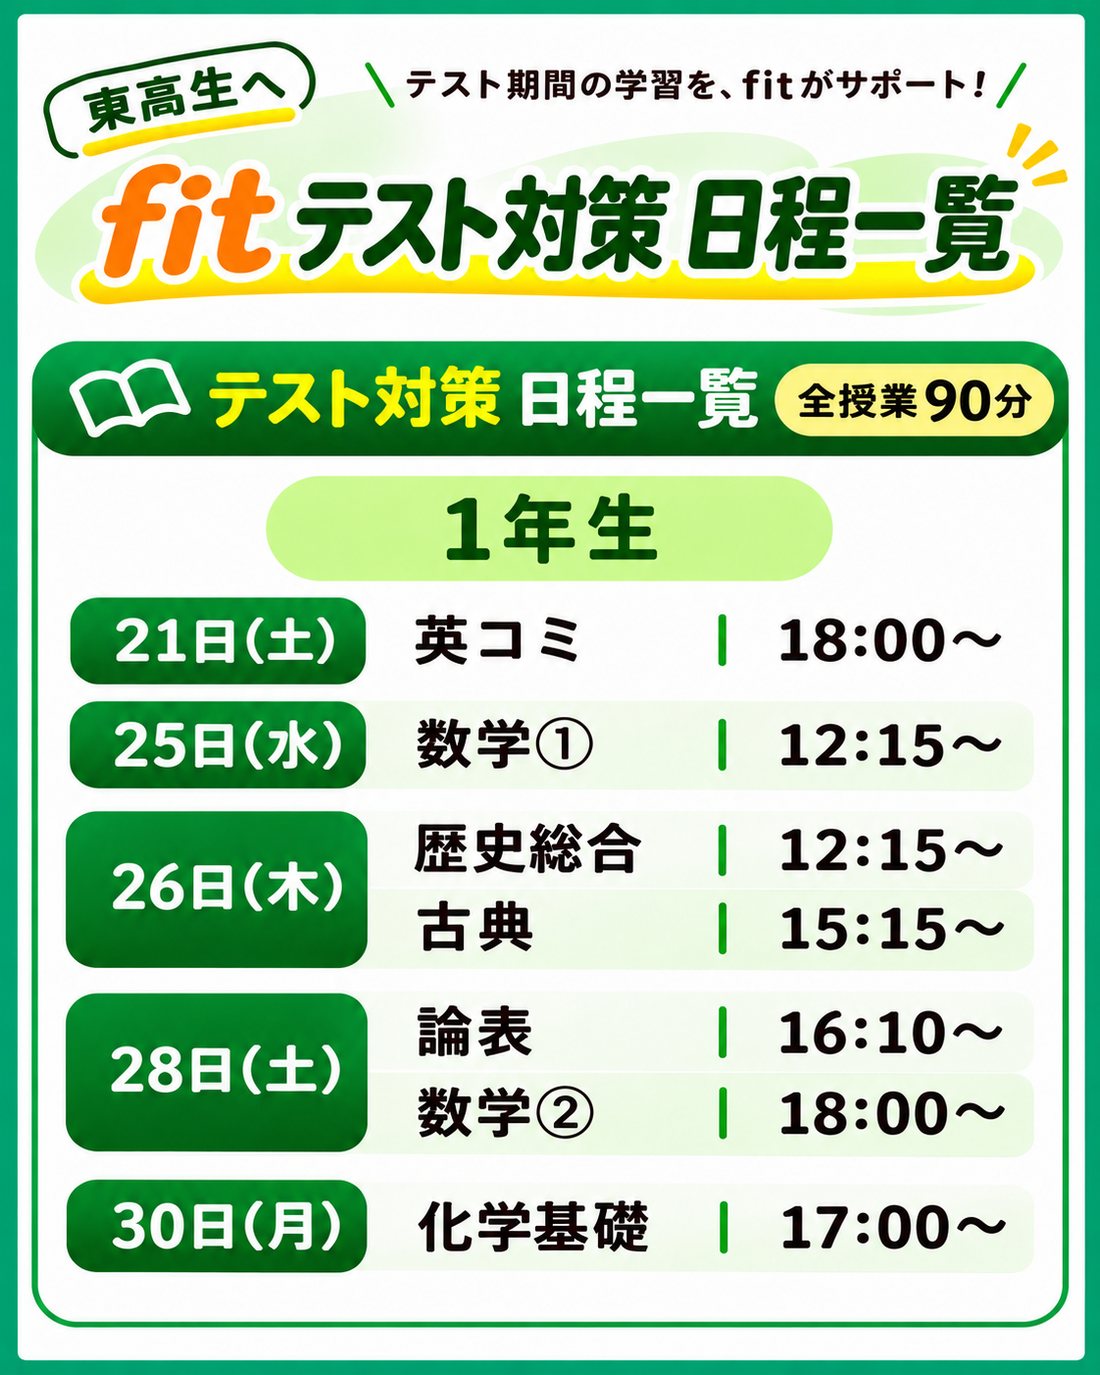 東高生へ
テスト期間の学習を、fitがサポート！
fitテスト対策 日程一覧
テスト対策 日程一覧 全授業90分
1年生
21日(土) 英コミ 18:00〜
25日(水) 数学① 12:15〜
26日(木) 歴史総合 12:15〜
古典 15:15〜
28日(土) 論表 16:10〜
数学② 18:00〜
30日(月) 化学基礎 17:00〜